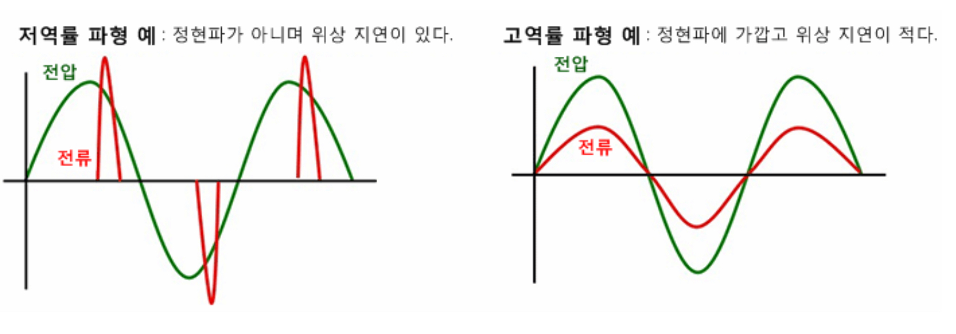 저역률 파형 예 : 정현파가 아니며 위상 지연이 있다.
전압
전류
고역률 파형 예 : 정현파에 가깝고 위상 지연이 적다.
전압
전류